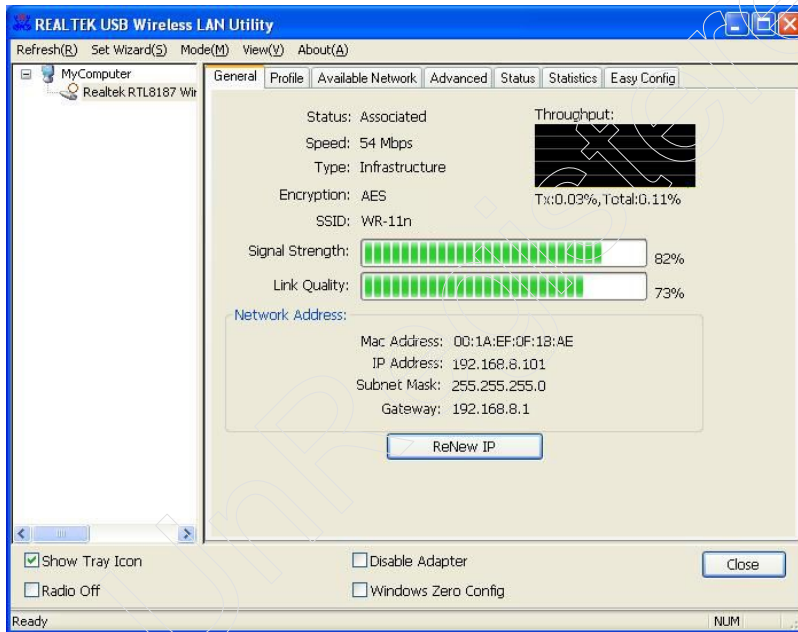 REALTEK USB Wireless LAN Utility
Refresh(R) Set Wizard(S) Mode(M) View(V) About(A)
MyComputer
Realtek RTL8187 Wir
General Profile Available Network Advanced Status Statistics Easy Config
Status: Associated
Speed: 54 Mbps
Type: Infrastructure
Encryption: AES
SSID: WR-11n
Signal Strength: 82%
Link Quality: 73%
Throughput:
Tx:0.03%,Total:0.11%
Network Address:
Mac Address: 00:1A:EF:0F:1B:AE
IP Address: 192.168.8.101
Subnet Mask: 255.255.255.0
Gateway: 192.168.8.1
ReNew IP
Show Tray Icon
Radio Off
Disable Adapter
Windows Zero Config
Close
Ready
NUM